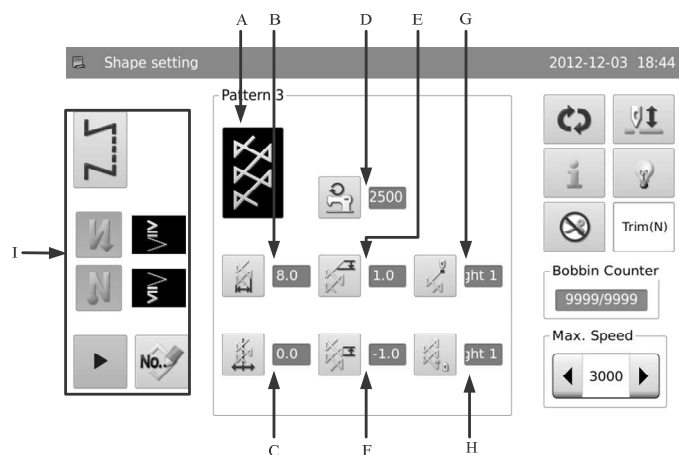 A B D E G
Shape setting 2012-12-03 18:44
Pattern 3
2500
Trim(N)
I
8.0 1.0 ght 1
Bobbin Counter
9999/9999
Max. Speed
No. 0.0 -1.0 ght 1
3000
C F H